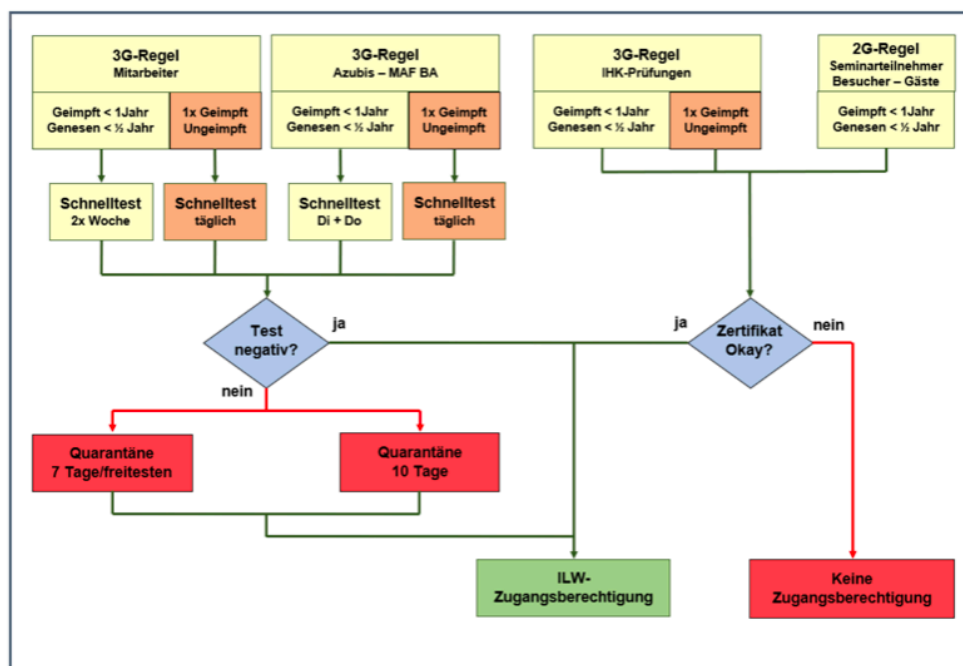 3G-Regel
Mitarbeiter
Geimpft < 1Jahr
Genesen < ½ Jahr
1x Geimpft
Ungeimpft
3G-Regel
Azubis – MAF BA
Geimpft < 1Jahr
Genesen < ½ Jahr
1x Geimpft
Ungeimpft
3G-Regel
IHK-Prüfungen
Geimpft < 1Jahr
Genesen < ½ Jahr
1x Geimpft
Ungeimpft
2G-Regel
Seminarteilnehmer
Besucher – Gäste
Geimpft < 1Jahr
Genesen < ½ Jahr
Schnelltest
2x Woche
Schnelltest
täglich
Schnelltest
Di + Do
Schnelltest
täglich
Test
negativ?
ja
nein
ja
Zertifikat
Okay?
nein
Quarantäne
7 Tage/freitesten
Quarantäne
10 Tage
ILW-
Zugangsberechtigung
Keine
Zugangsberechtigung